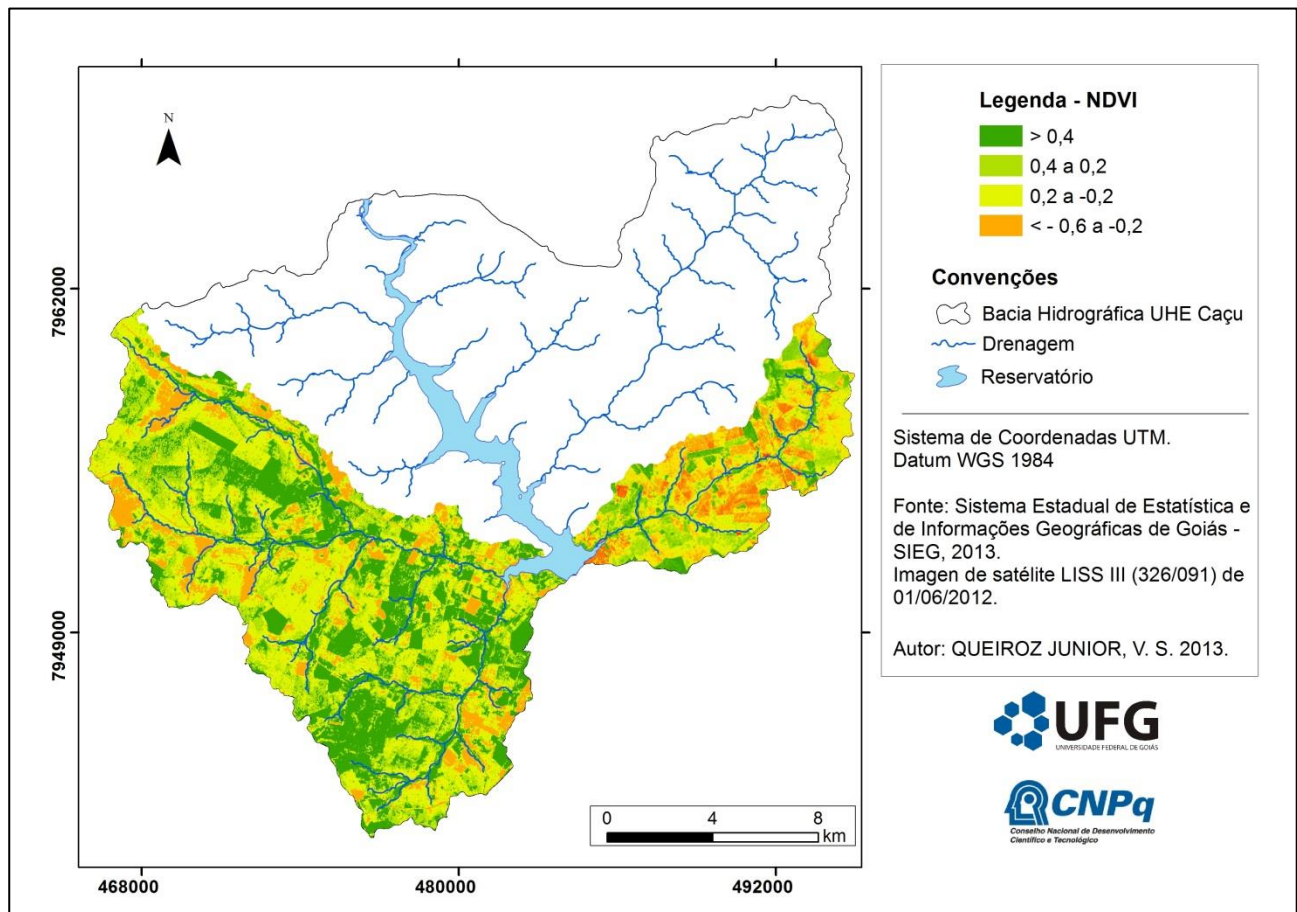 N
7962000
7949000
468000
480000
492000
0 4 8
km
Legenda - NDVI
> 0,4
0,4 a 0,2
0,2 a -0,2
< - 0,6 a -0,2
Convenções
Bacia Hidrográfica UHE Caçu
Drenagem
Reservatório
Sistema de Coordenadas UTM.
Datum WGS 1984
Fonte: Sistema Estadual de Estatística e
de Informações Geográficas de Goiás -
SIEG, 2013.
Imagen de satélite LISS III (326/091) de
01/06/2012.
Autor: QUEIROZ JUNIOR, V. S. 2013.
UFG
UNIVERSIDADE FEDERAL DE GOIÁS
CNPq
Conselho Nacional de Desenvolvimento
Científico e Tecnológico